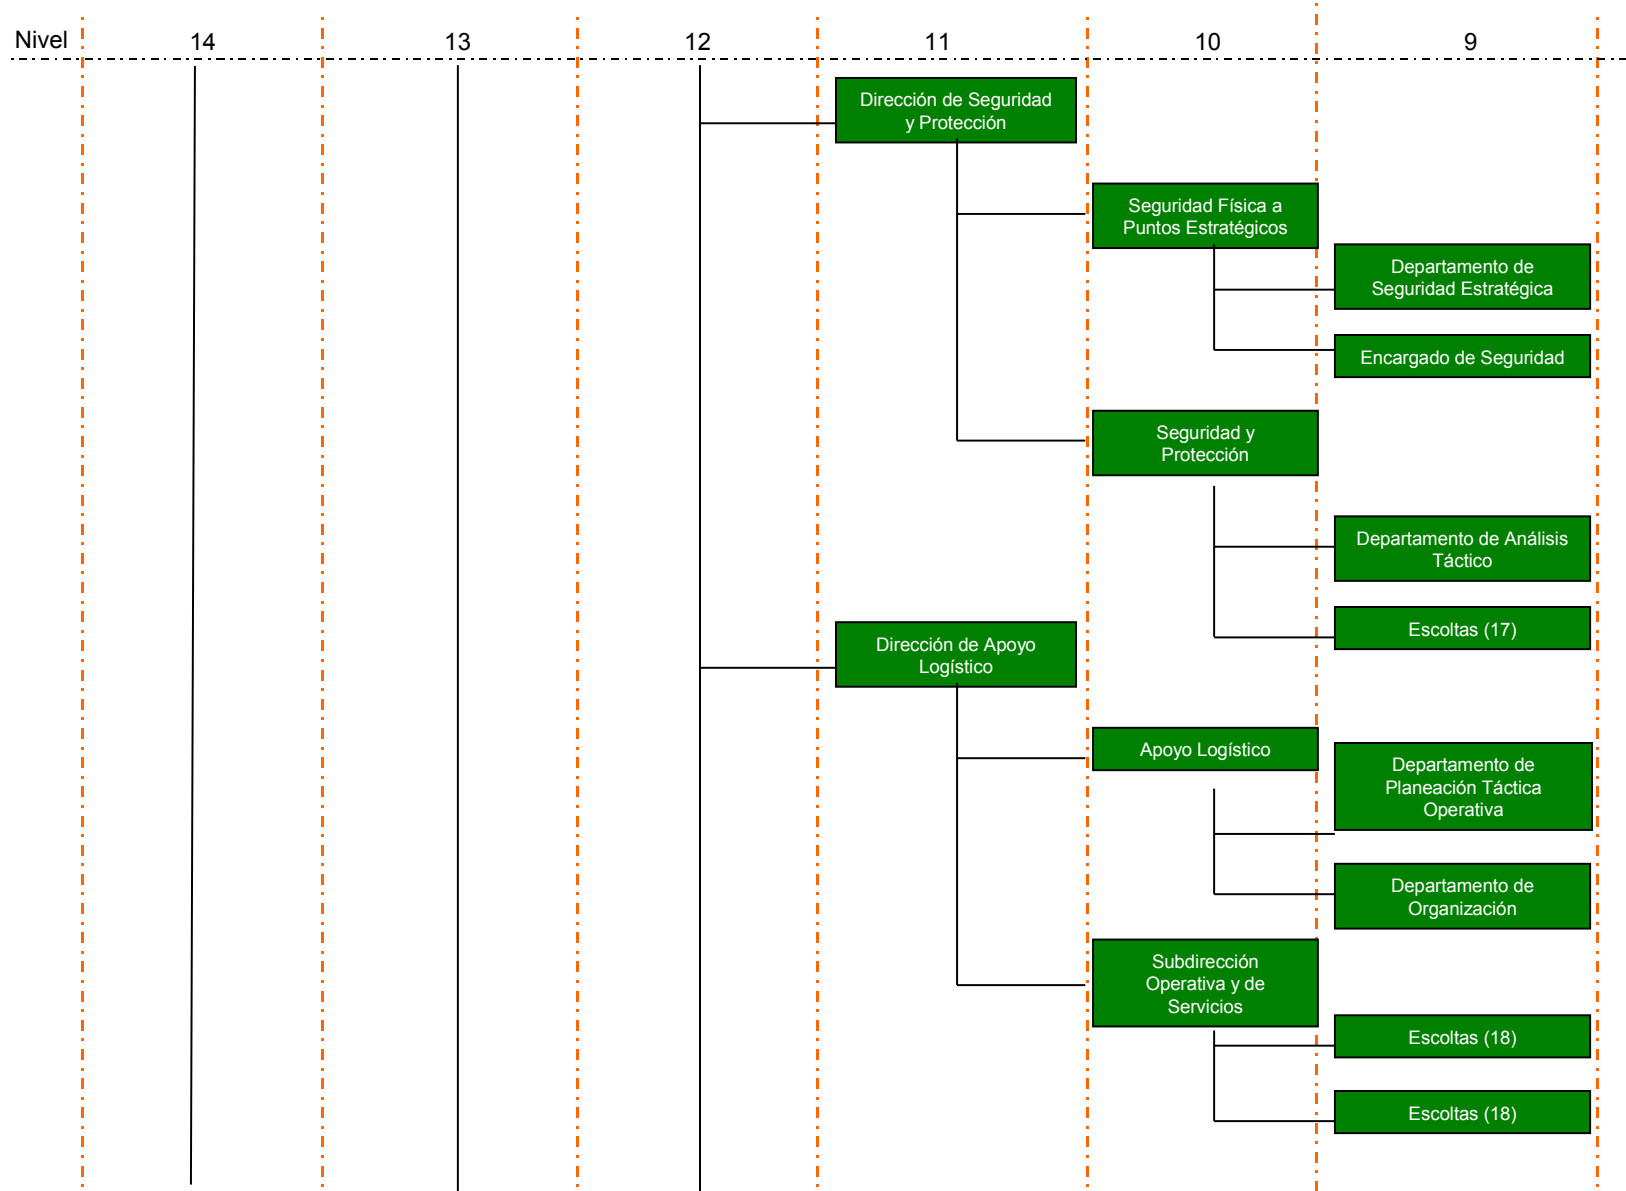 Nivel 14 13 12 11 10 9
Dirección de Seguridad
y Protección
Seguridad Física a
Puntos Estratégicos
Departamento de
Seguridad Estratégica
Encargado de Seguridad
Seguridad y
Protección
Departamento de Análisis
Táctico
Escoltas (17)
Dirección de Apoyo
Logístico
Apoyo Logístico
Departamento de
Planeación Táctica
Operativa
Departamento de
Organización
Subdirección
Operativa y de
Servicios
Escoltas (18)
Escoltas (18)